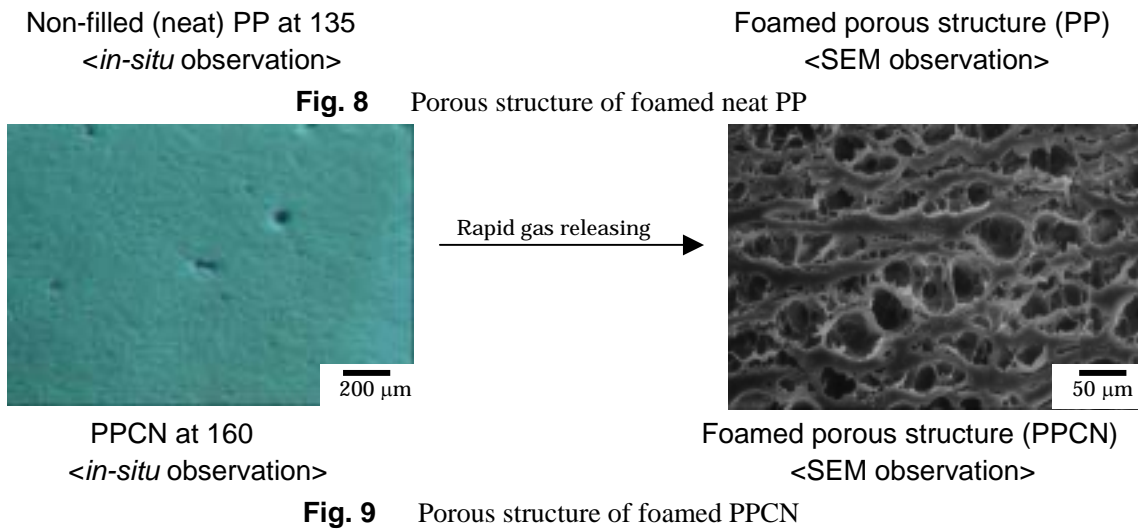 Non-filled (neat) PP at 135
<in-situ observation>
Foamed porous structure (PP)
<SEM observation>
Fig. 8 Porous structure of foamed neat PP
Rapid gas releasing
200 μm
50 μm
PPCN at 160
<in-situ observation>
Foamed porous structure (PPCN)
<SEM observation>
Fig. 9 Porous structure of foamed PPCN